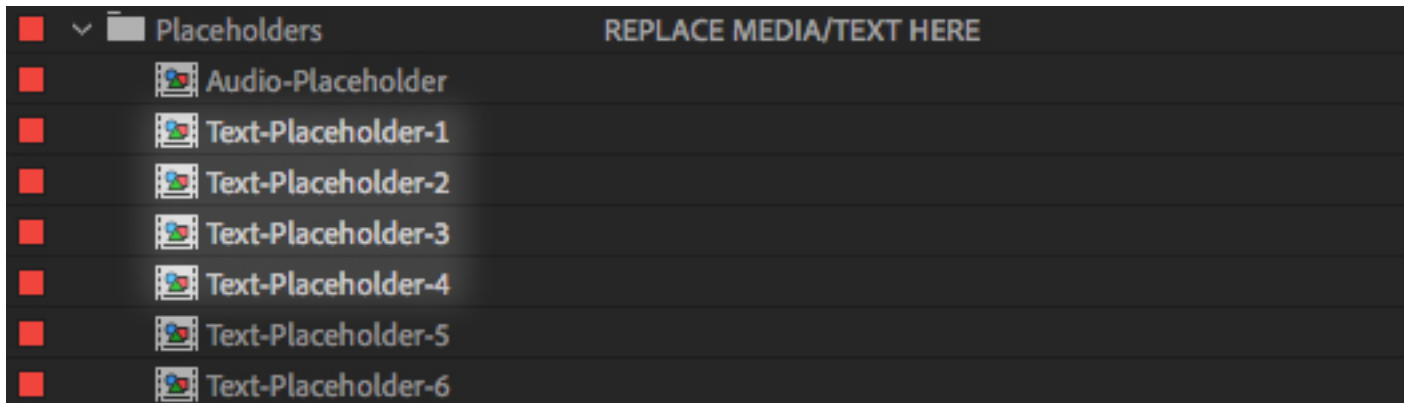 Placeholders REPLACE MEDIA/TEXT HERE
Audio-Placeholder
Text-Placeholder-1
Text-Placeholder-2
Text-Placeholder-3
Text-Placeholder-4
Text-Placeholder-5
Text-Placeholder-6